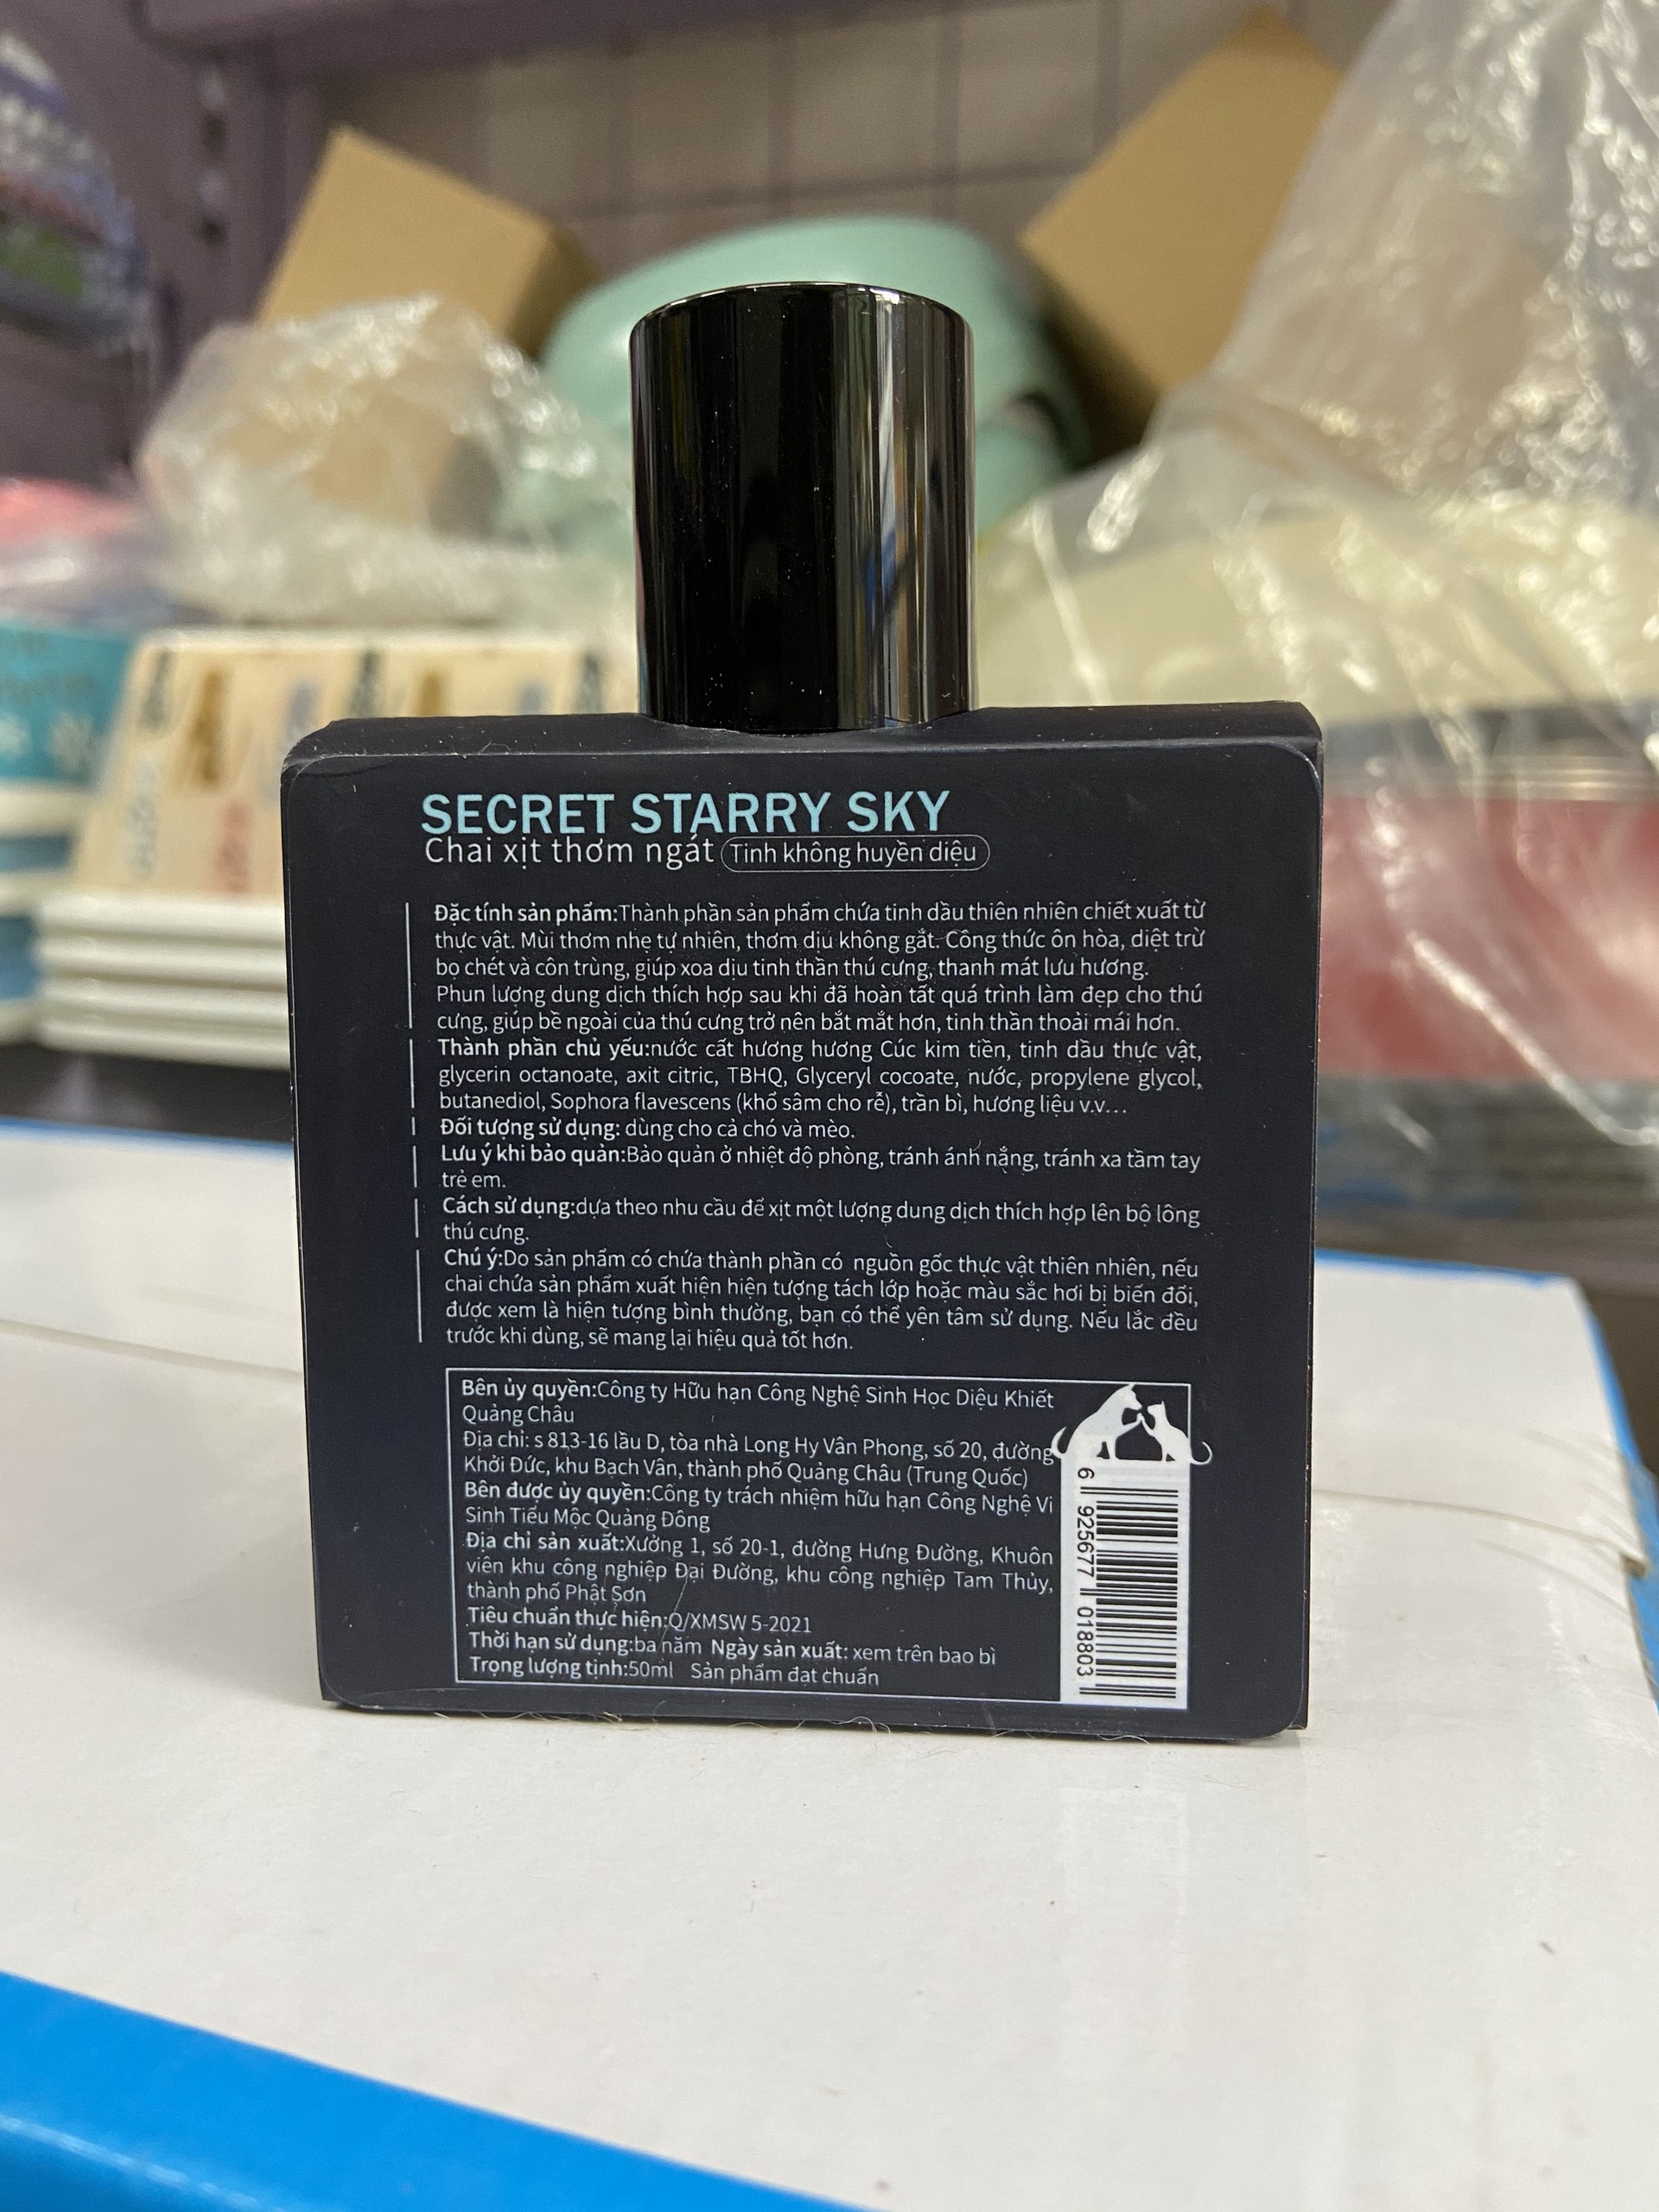 SECRET STARRY SKY
Chai xịt thơm ngát Tinh không huyền diệu
Đặc tính sản phẩm:Thành phần sản phẩm chứa tinh dầu thiên nhiên chiết xuất từ
thực vật. Mùi thơm nhẹ tự nhiên, thơm dịu không gắt. Công thức ôn hòa, diệt trừ
bọ chét và côn trùng, giúp xoa dịu tinh thần thú cưng, thanh mát lưu hương.
Phun lượng dung dịch thích hợp sau khi đã hoàn tất quá trình làm đẹp cho thú
cưng, giúp bề ngoài của thú cưng trở nên bắt mắt hơn, tinh thần thoải mái hơn.
Thành phần chủ yếu:nước cất hương hương Cúc kim tiền, tinh dầu thực vật,
glycerin octanoate, axit citric, TBHQ, Glyceryl cocoate, nước, propylene glycol,
butanediol, Sophora flavescens (khổ sâm cho rễ), trần bì, hương liệu v.v...
Đối tượng sử dụng: dùng cho cả chó và mèo.
Lưu ý khi bảo quản:Bảo quản ở nhiệt độ phòng, tránh ánh nắng, tránh xa tầm tay
trẻ em.
Cách sử dụng:dựa theo nhu cầu để xịt một lượng dung dịch thích hợp lên bộ lông
thú cưng.
Chú ý:Do sản phẩm có chứa thành phần có nguồn gốc thực vật thiên nhiên, nếu
chai chứa sản phẩm xuất hiện hiện tượng tách lớp hoặc màu sắc hơi bị biến đổi,
được xem là hiện tượng bình thường, bạn có thể yên tâm sử dụng. Nếu lắc đều
trước khi dùng, sẽ mang lại hiệu quả tốt hơn.
Bên ủy quyền:Công ty Hữu hạn Công Nghệ Sinh Học Diệu Khiết
Quảng Châu
Địa chỉ: s 813-16 lầu D, tòa nhà Long Hy Vân Phong, số 20, đường
Khởi Đức, khu Bạch Vân, thành phố Quảng Châu (Trung Quốc)
Bên được ủy quyền:Công ty trách nhiệm hữu hạn Công Nghệ Vi
Sinh Tiểu Mộc Quảng Đông
Địa chỉ sản xuất:Xưởng 1, số 20-1, đường Hưng Đường, Khuôn
viên khu công nghiệp Đại Đường, khu công nghiệp Tam Thủy,
thành phố Phật Sơn
Tiêu chuẩn thực hiện:Q/XMSW 5-2021
Thời hạn sử dụng:ba năm Ngày sản xuất: xem trên bao bì
Trọng lượng tịnh:50ml Sản phẩm đạt chuẩn
6 925677 018803